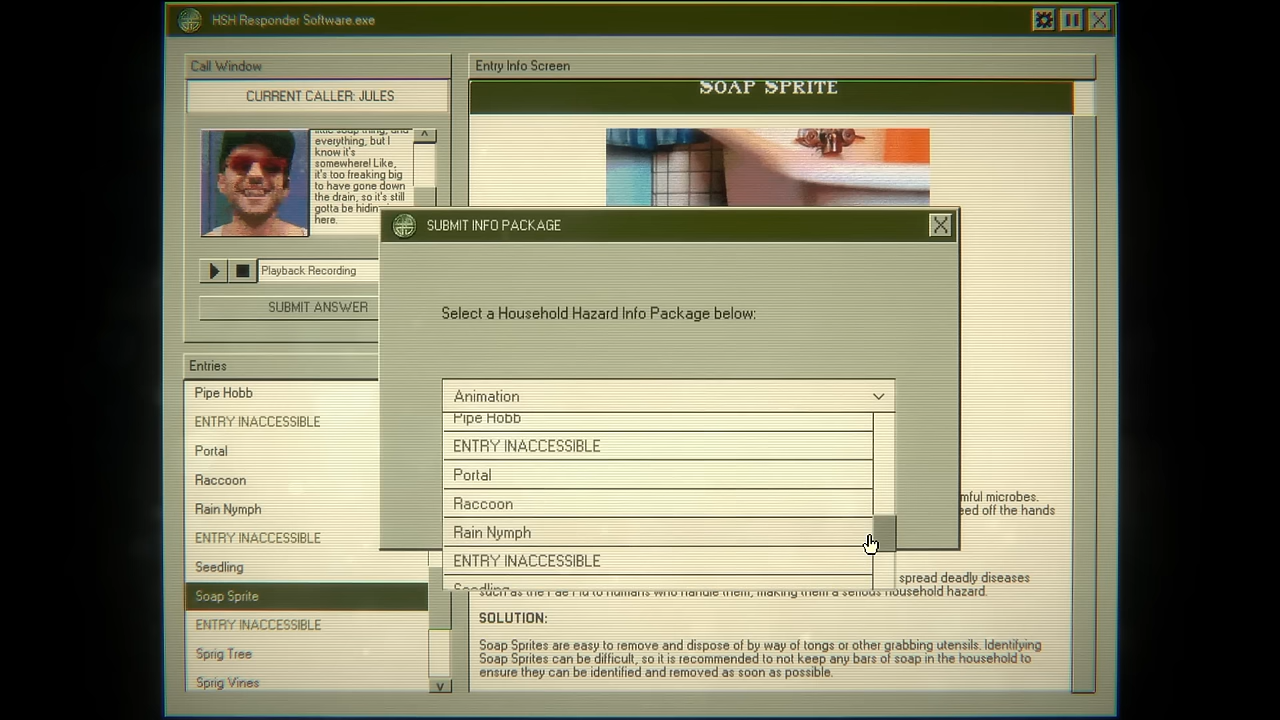 HSH Responder Software.exe
Call Window
CURRENT CALLER: JULES
little soap thing, and
everything, but I
know it's
somewhere! Like,
it's too freaking big
to have gone down
the drain, so it's still
gotta be hidin
here.
Playback Recording
SUBMIT ANSWER
Entries
Pipe Hobb
ENTRY INACCESSIBLE
Portal
Raccoon
Rain Nymph
ENTRY INACCESSIBLE
Seedling
Soap Sprite
ENTRY INACCESSIBLE
Sprig Tree
Sprig Vines
Entry Info Screen
SOAP SPRITE
SUBMIT INFO PACKAGE
Select a Household Hazard Info Package below:
Animation
Pipe Hobb
ENTRY INACCESSIBLE
Portal
Raccoon
Rain Nymph
ENTRY INACCESSIBLE
Seedling
mful microbes.
eed off the hands
spread deadly diseases
such as the Fae Flu to humans who handle them, making them a serious household hazard.
SOLUTION:
Soap Sprites are easy to remove and dispose of by way of tongs or other grabbing utensils. Identifying
Soap Sprites can be difficult, so it is recommended to not keep any bars of soap in the household to
ensure they can be identified and removed as soon as possible.